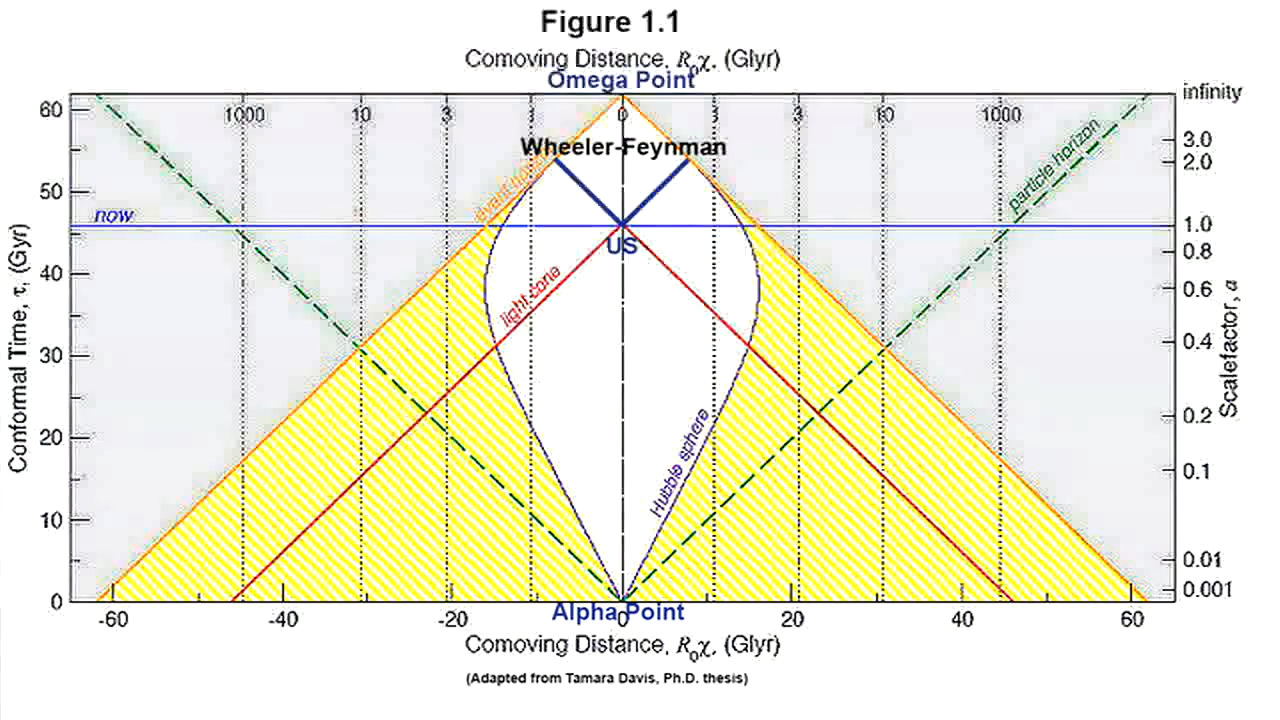 Figure 1.1
Comoving Distance, R₀χ, (Glyr)
Omega Point
infinity
60
1000 10 3 1 0 1 3 10 1000
3.0
Wheeler-Feynman
2.0
particle horizon
event horizon
50
now
1.0
US
0.8
40
light cone
0.6
Conformal Time, τ, (Gyr)
Scalefactor, a
30
0.4
20
0.2
Hubble sphere
0.1
10
0.01
0.001
0
Alpha Point
-60 -40 -20 0 20 40 60
Comoving Distance, R₀χ, (Glyr)
(Adapted from Tamara Davis, Ph.D. thesis)